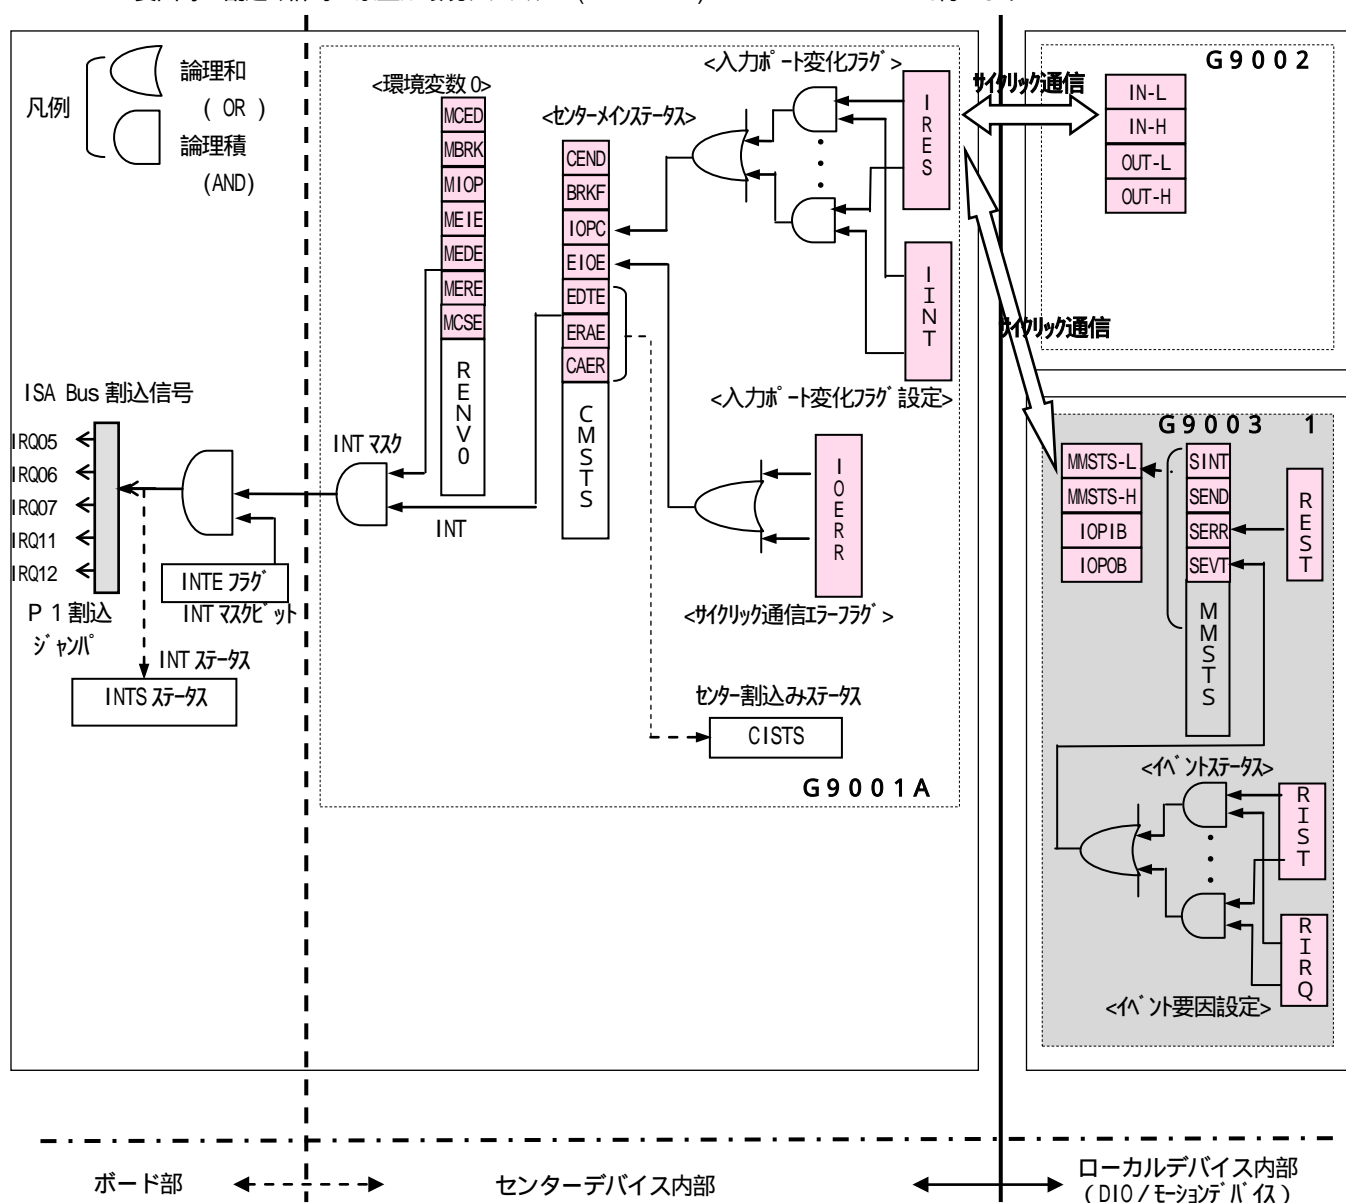 凡例
論理和
( OR )
論理積
(AND)
<環境変数 0>
MCED
MBRK
MIOP
MEIE
MEDE
MERE
MCSE
RENV0
<センターメインステータス>
CEND
BRKF
IOPC
EIOE
EDTE
ERAE
CAER
CMSTS
<入力ポート変化フラグ>
IRES
IINT
<入力ポート変化フラグ設定>
IOERR
<サイクリック通信エラーフラグ>
センター割込みステータス
CISTS
G9001A
サイクリック通信
サイクリック通信
G9002
IN-L
IN-H
OUT-L
OUT-H
G9003 1
MMSTS-L
MMSTS-H
IOPIB
IOPOB
SINT
SEND
SERR
SEVT
MMSTS
REST
<イベントステータス>
RIST
RIRQ
<イベント要因設定>
ISA Bus 割込信号
IRQ05
IRQ06
IRQ07
IRQ11
IRQ12
P1割込
ジャンパ
INT マスク
INT
INTE フラグ
INT マスクビット
INT ステータス
INTS ステータス
ボード部
センターデバイス内部
ローカルデバイス内部
(DIO/モーションデバイス)